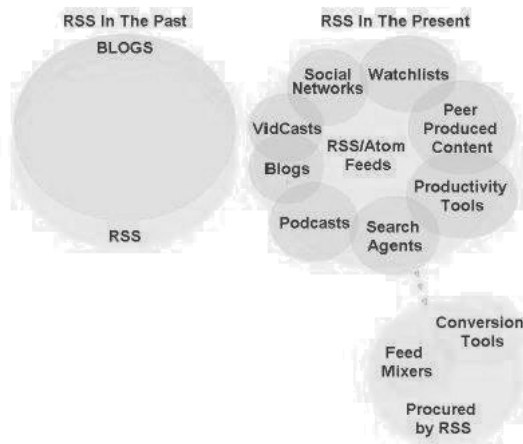 RSS In The Past
BLOGS
RSS
RSS In The Present
Social
Networks
Watchlists
VidCasts
Peer
Produced
Content
RSS/Atom
Feeds
Blogs
Productivity
Tools
Podcasts
Search
Agents
Conversion
Tools
Feed
Mixers
Procured
by RSS